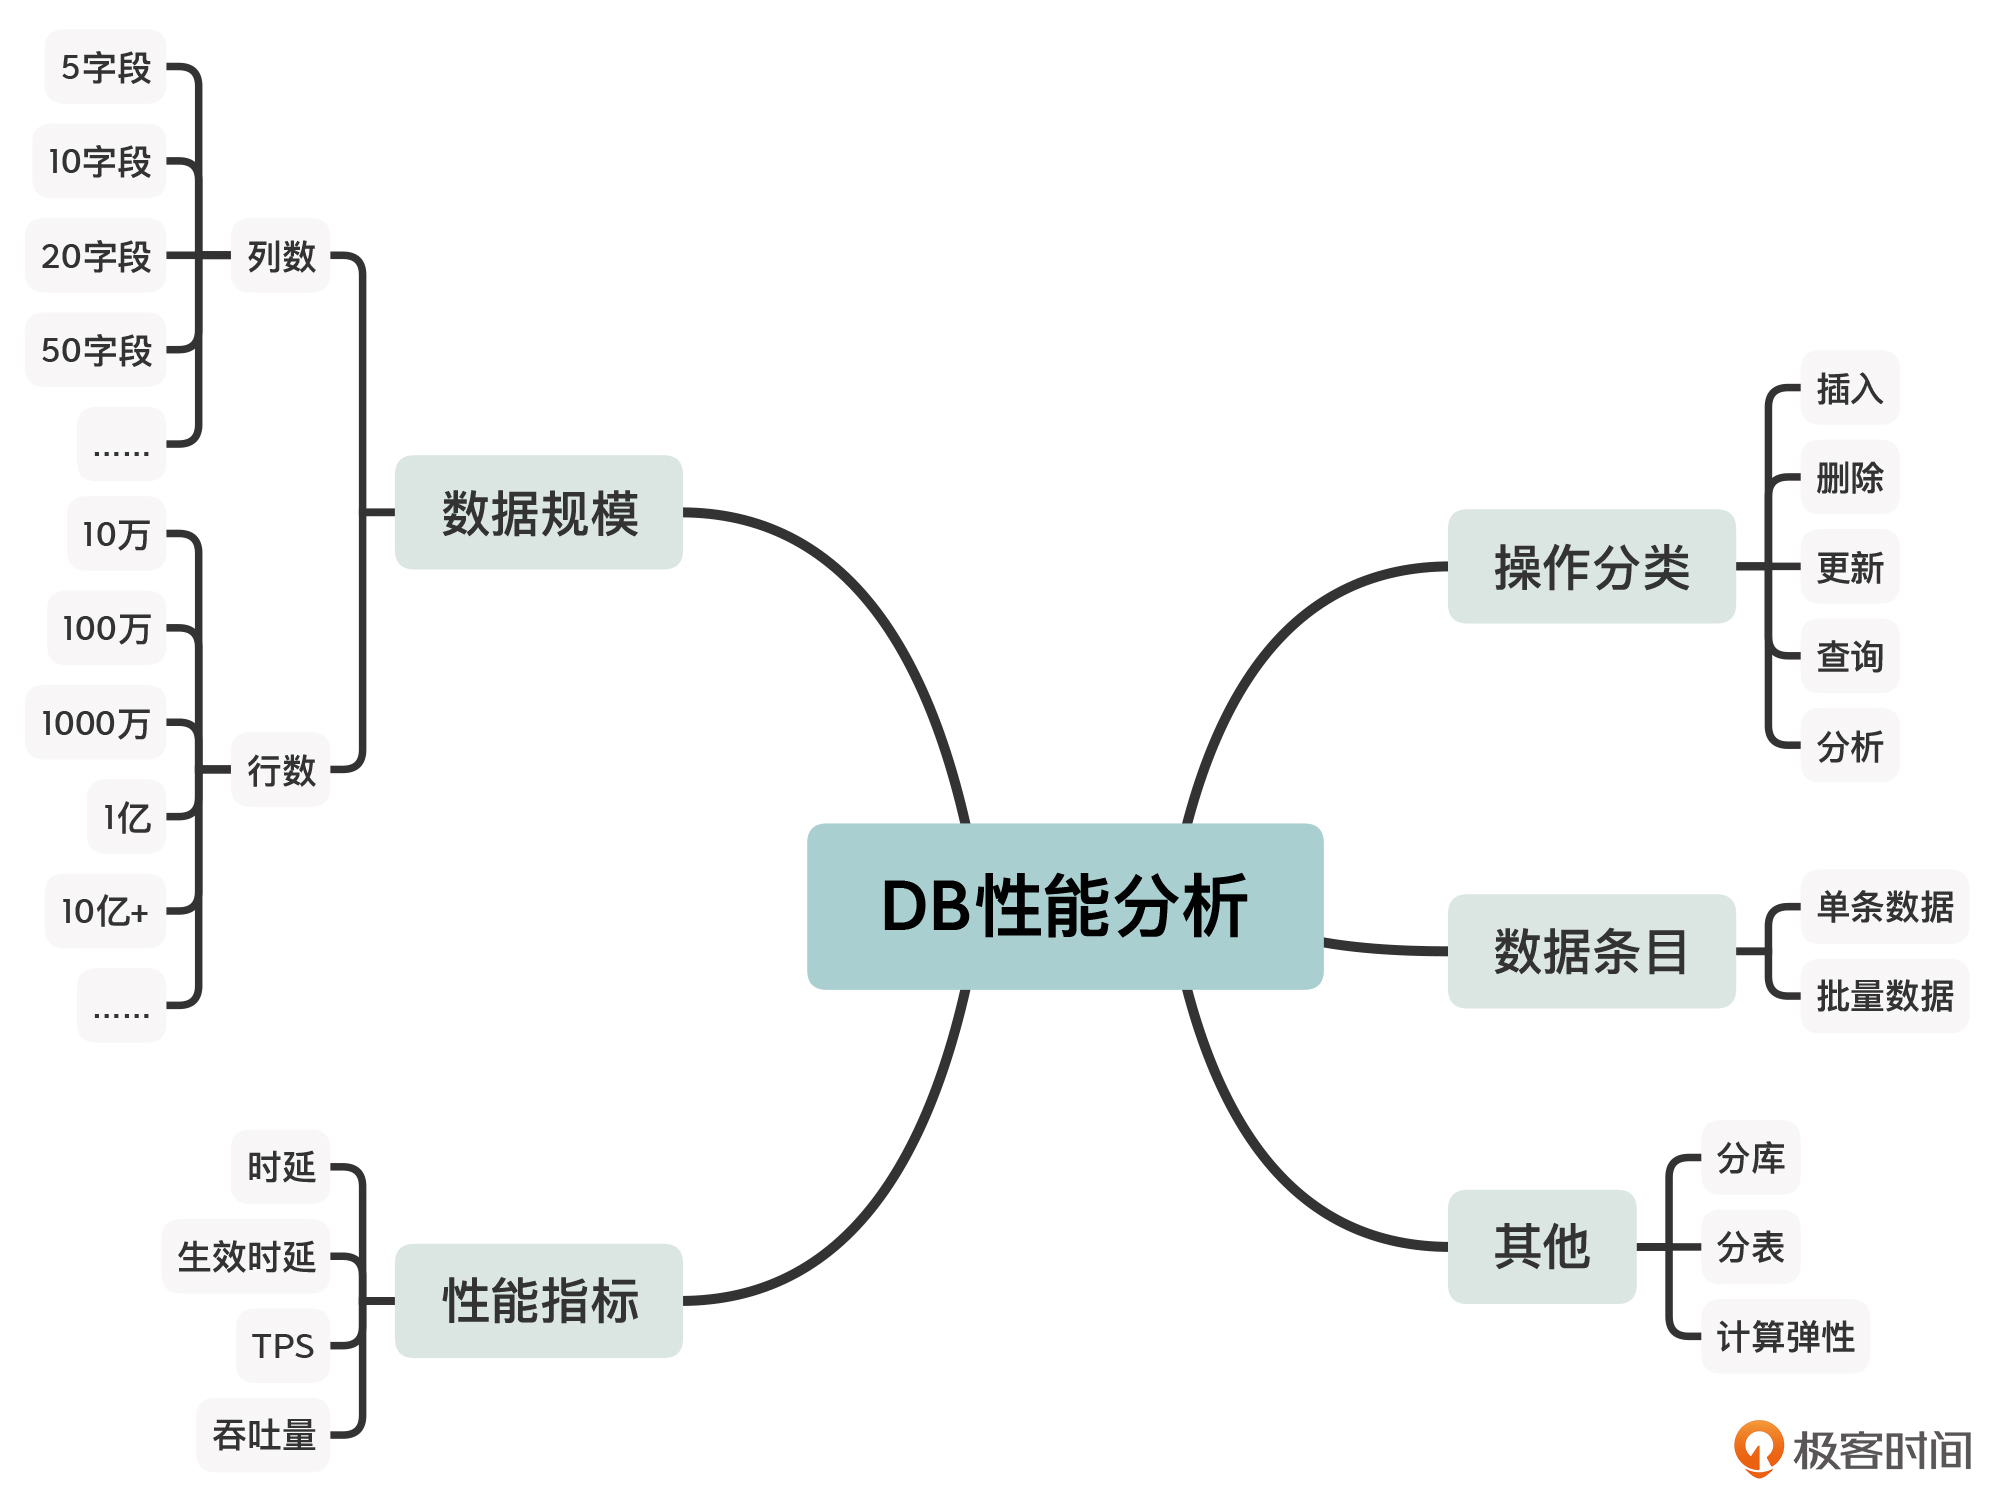 DB性能分析
数据规模
列数
5字段
10字段
20字段
50字段
......
行数
10万
100万
1000万
1亿
10亿+
......
性能指标
时延
生效时延
TPS
吞吐量
操作分类
插入
删除
更新
查询
分析
数据条目
单条数据
批量数据
其他
分库
分表
计算弹性
极客时间